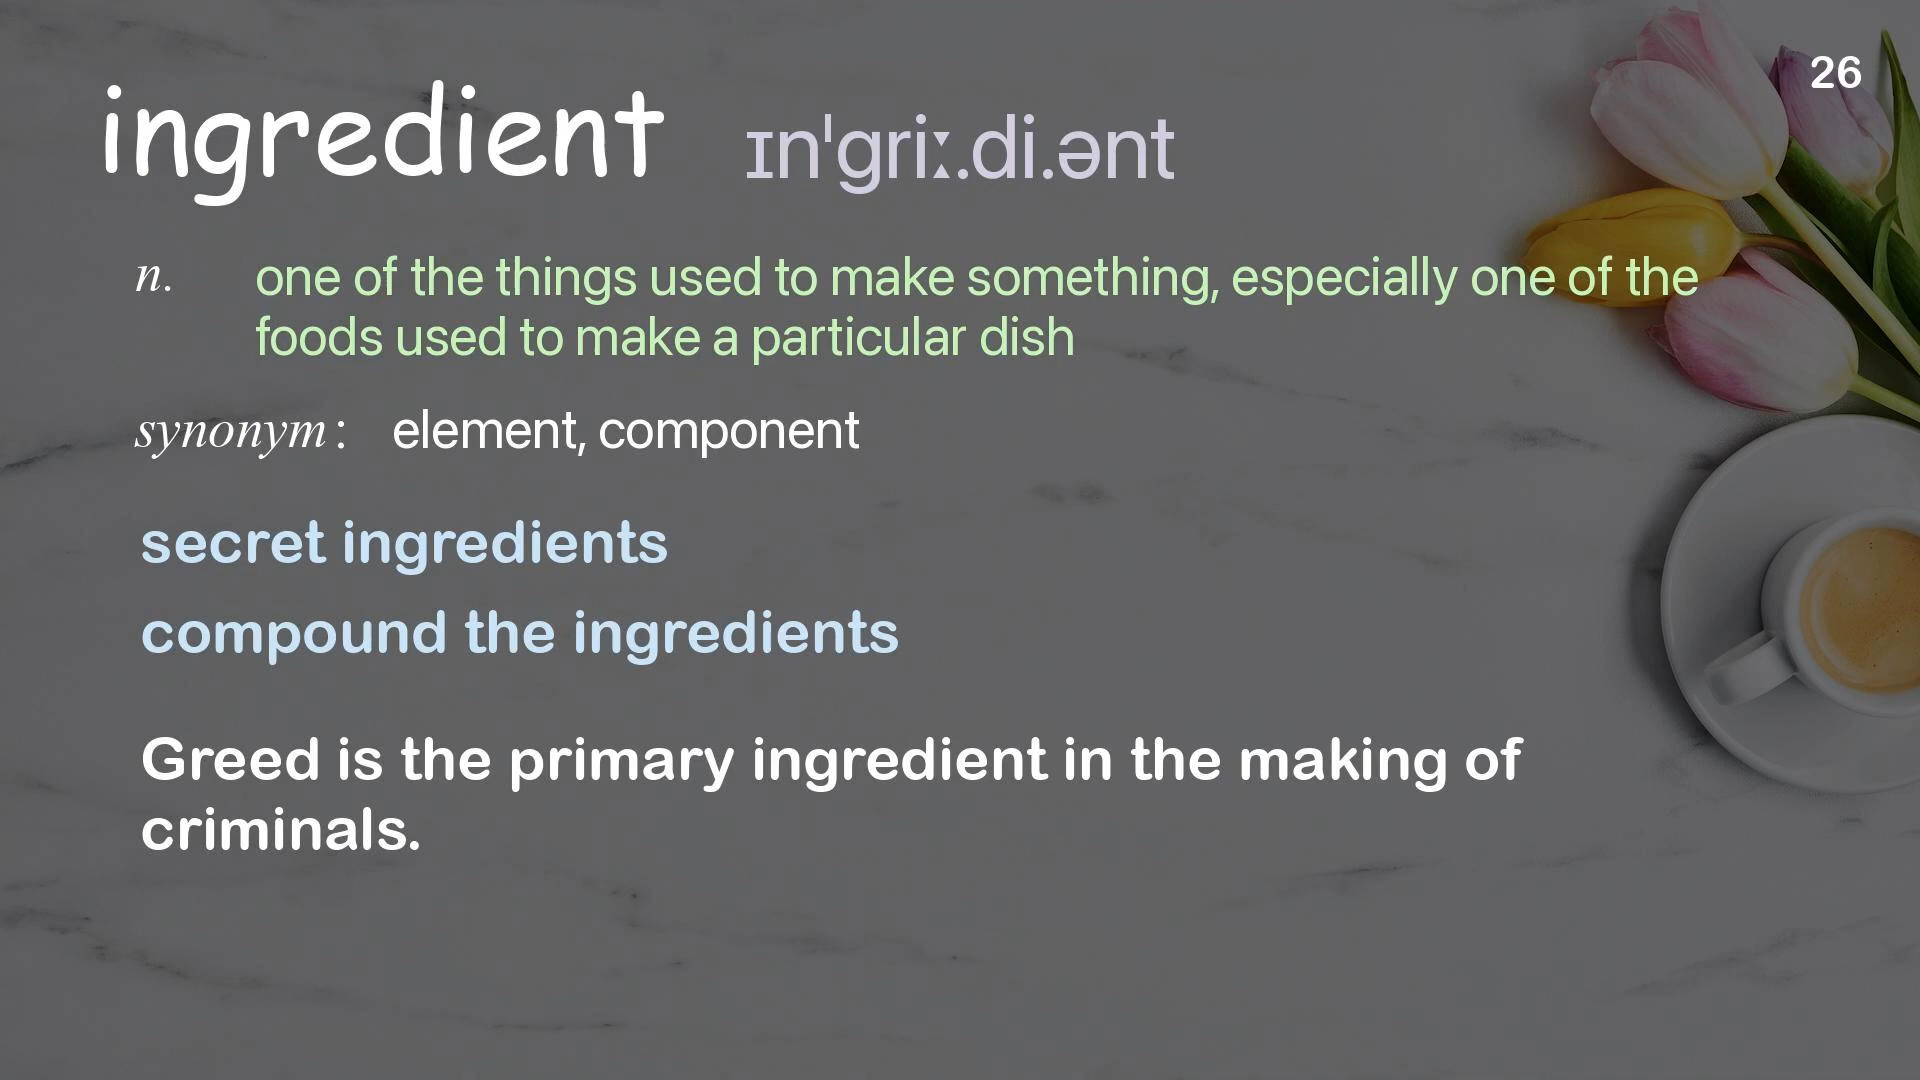 26
ingredient ɪnˈɡriː.di.ənt
n. one of the things used to make something, especially one of the
foods used to make a particular dish
synonym: element, component
secret ingredients
compound the ingredients
Greed is the primary ingredient in the making of
criminals.